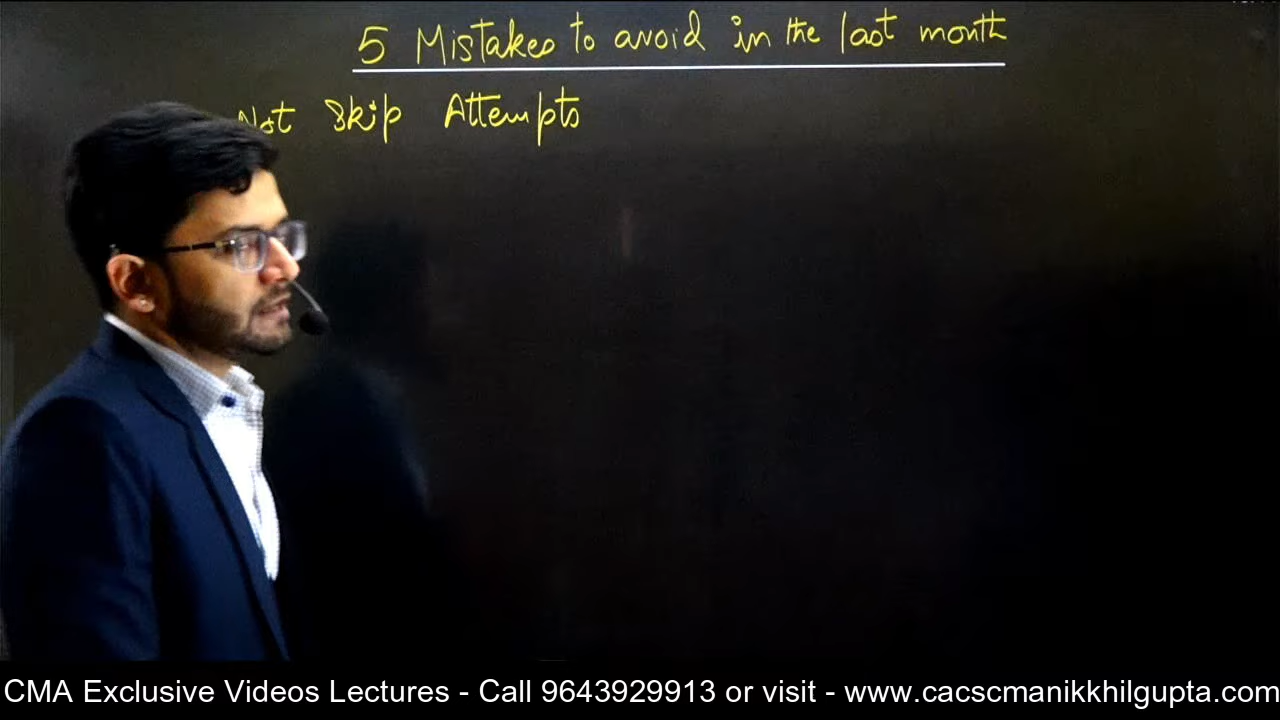 5 Mistakes to avoid in the last month
Not Skip Attempts
CMA Exclusive Videos Lectures - Call 9643929913 or visit - www.cacscmanikkhilgupta.com